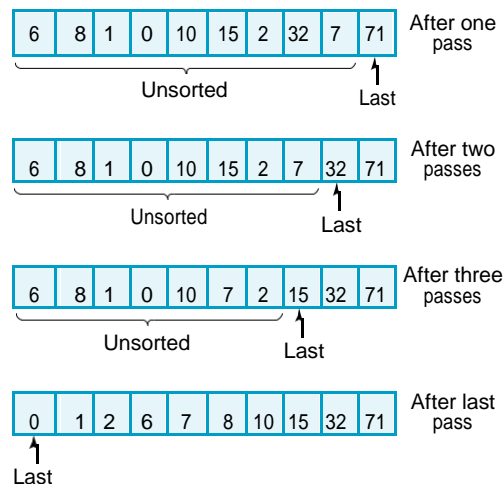 6 8 1 0 10 15 2 32 7 71
After one
pass
Unsorted
Last
6 8 1 0 10 15 2 7 32 71
After two
passes
Unsorted
Last
6 8 1 0 10 7 2 15 32 71
After three
passes
Unsorted
Last
0 1 2 6 7 8 10 15 32 71
After last
pass
Last